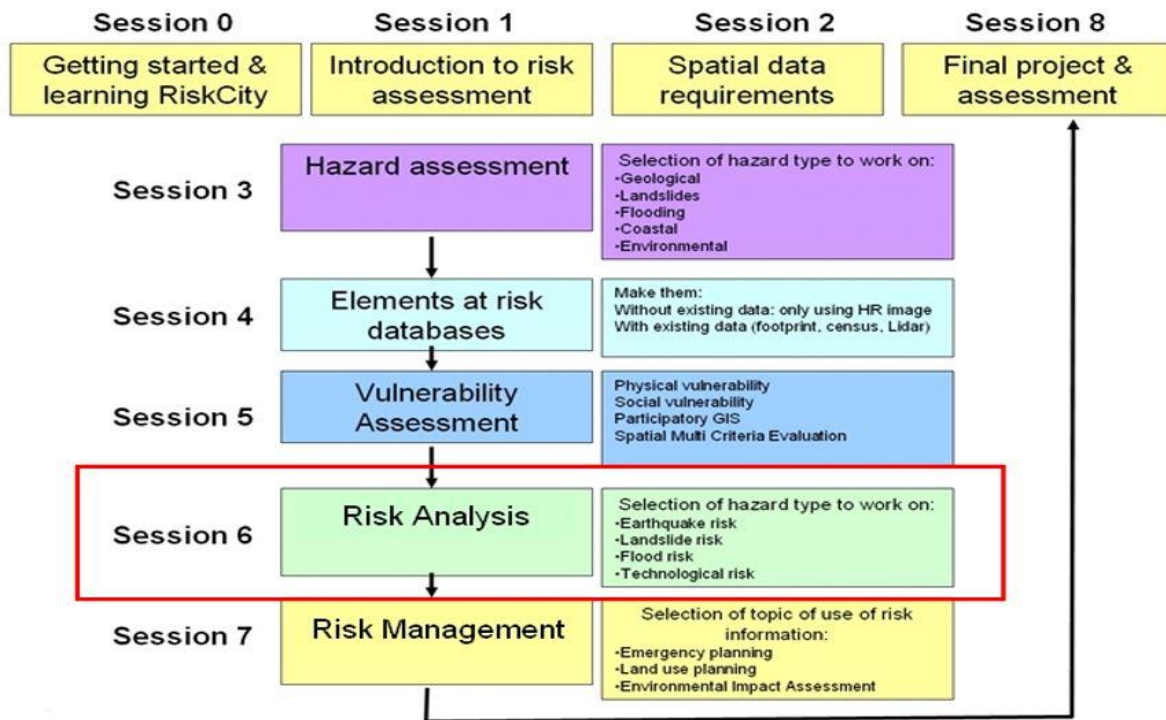 Session 0
Session 1
Session 2
Session 8
Getting started &
learning RiskCity
Introduction to risk
assessment
Spatial data
requirements
Final project &
assessment
Session 3
Hazard assessment
Selection of hazard type to work on:
•Geological
•Landslides
•Flooding
•Coastal
•Environmental
Session 4
Elements at risk
databases
Make them:
Without existing data: only using HR image
With existing data (footprint, census, Lidar)
Session 5
Vulnerability
Assessment
Physical vulnerability
Social vulnerability
Participatory GIS
Spatial Multi Criteria Evaluation
Session 6
Risk Analysis
Selection of hazard type to work on:
•Earthquake risk
•Landslide risk
•Flood risk
•Technological risk
Session 7
Risk Management
Selection of topic of use of risk
information:
•Emergency planning
•Land use planning
•Environmental Impact Assessment